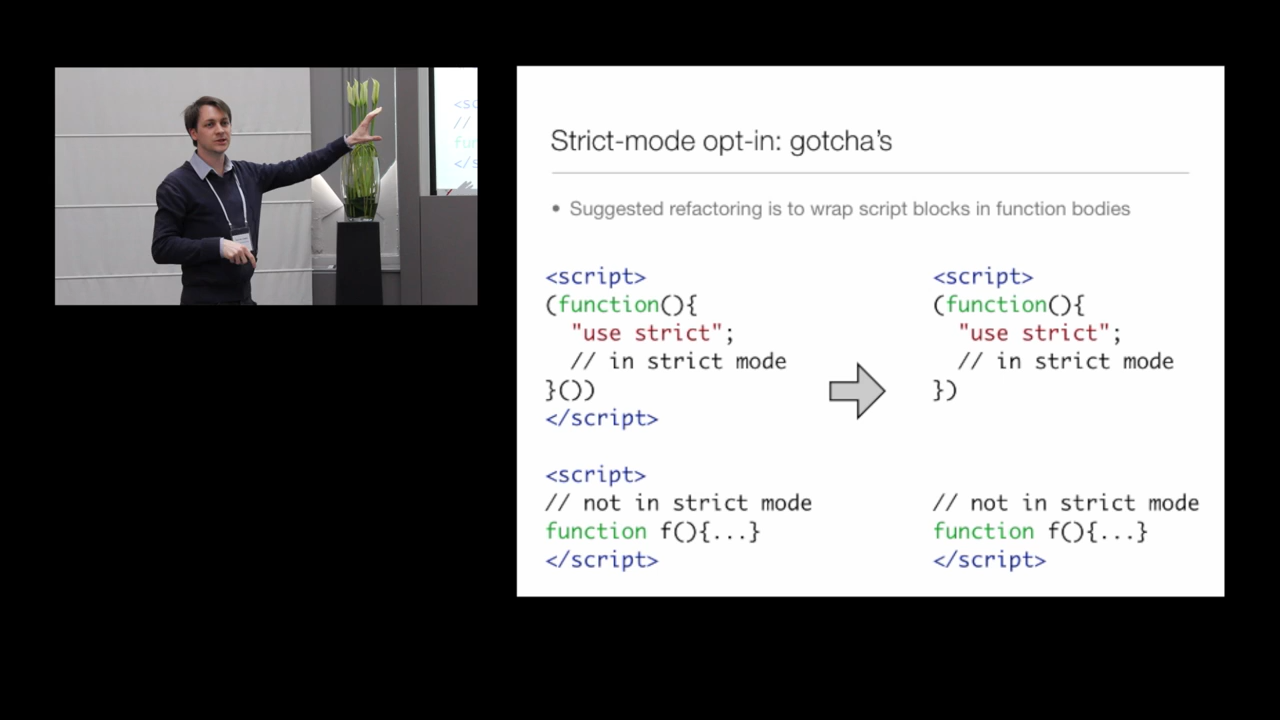 <sc
//
fun
</s
Strict-mode opt-in: gotcha's
• Suggested refactoring is to wrap script blocks in function bodies
<script>
(function(){
"use strict";
// in strict mode
}())
</script>
<script>
// not in strict mode
function f(){...}
</script>
<script>
(function(){
"use strict";
// in strict mode
})
// not in strict mode
function f(){...}
</script>